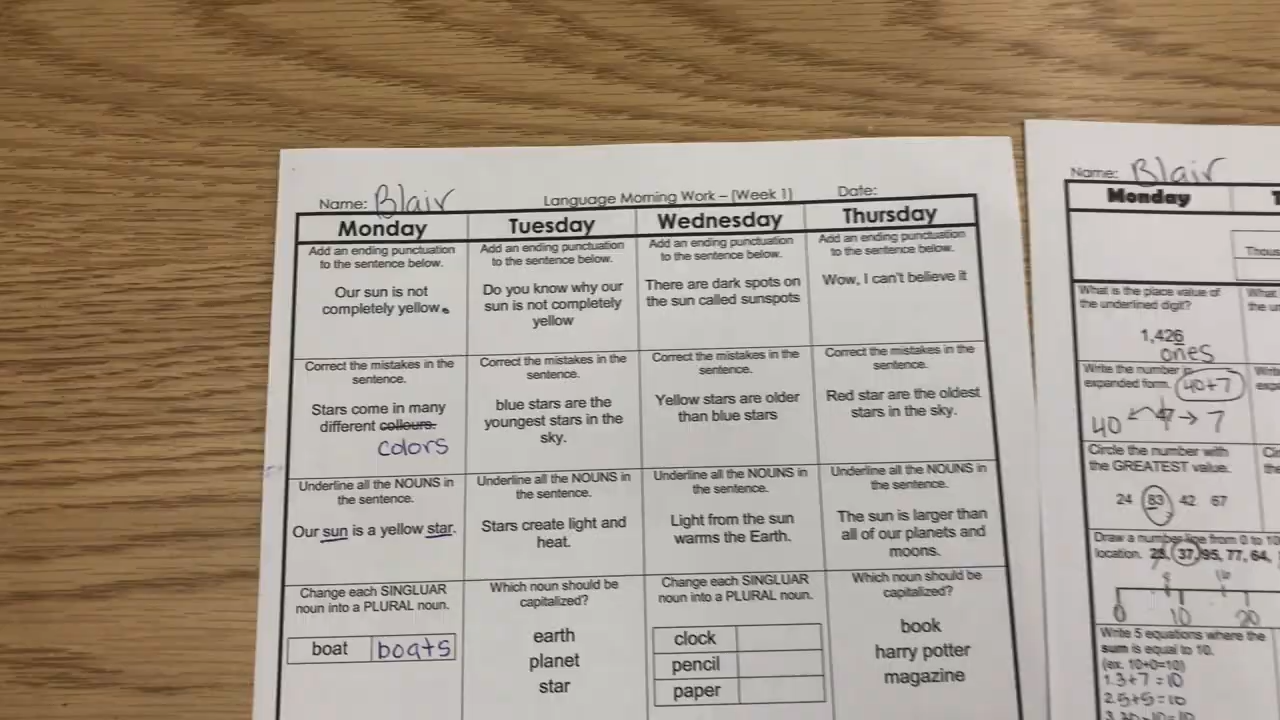 Name: Blair
Language Morning Work – (Week 1)
Date:
Monday
Add an ending punctuation
to the sentence below.
Our sun is not
completely yellow.
Correct the mistakes in the
sentence.
Stars come in many
different colours.
colors
Underline all the NOUNS in
the sentence.
Our sun is a yellow star.
Change each SINGLUAR
noun into a PLURAL noun.
boat boats
Tuesday
Add an ending punctuation
to the sentence below.
Do you know why our
sun is not completely
yellow
Correct the mistakes in the
sentence.
blue stars are the
youngest stars in the
sky.
Underline all the NOUNS in
the sentence.
Stars create light and
heat.
Which noun should be
capitalized?
earth
planet
star
Wednesday
Add an ending punctuation
to the sentence below.
There are dark spots on
the sun called sunspots
Correct the mistakes in the
sentence.
Yellow stars are older
than blue stars
Underline all the NOUNS in
the sentence.
Light from the sun
warms the Earth.
Change each SINGLUAR
noun into a PLURAL noun.
clock
pencil
paper
Thursday
Add an ending punctuation
to the sentence below.
Wow, I can't believe it
Correct the mistakes in the
sentence.
Red star are the oldest
stars in the sky.
Underline all the NOUNS in
the sentence.
The sun is larger than
all of our planets and
moons.
Which noun should be
capitalized?
book
harry potter
magazine
Name: Blair
Monday
What is the place value of
the underlined digit?
1,426
ones
Write the number in
expanded form. 40+7
40 7
Circle the number with
the GREATEST value.
24 83 42 67
Draw a number line from 0 to
location. 37, 95, 77, 64,
0 10 20
Write 5 equations where the
sum is equal to 10.
(ex. 10+0=10)
1. 3+7=10
2. 5+5=10